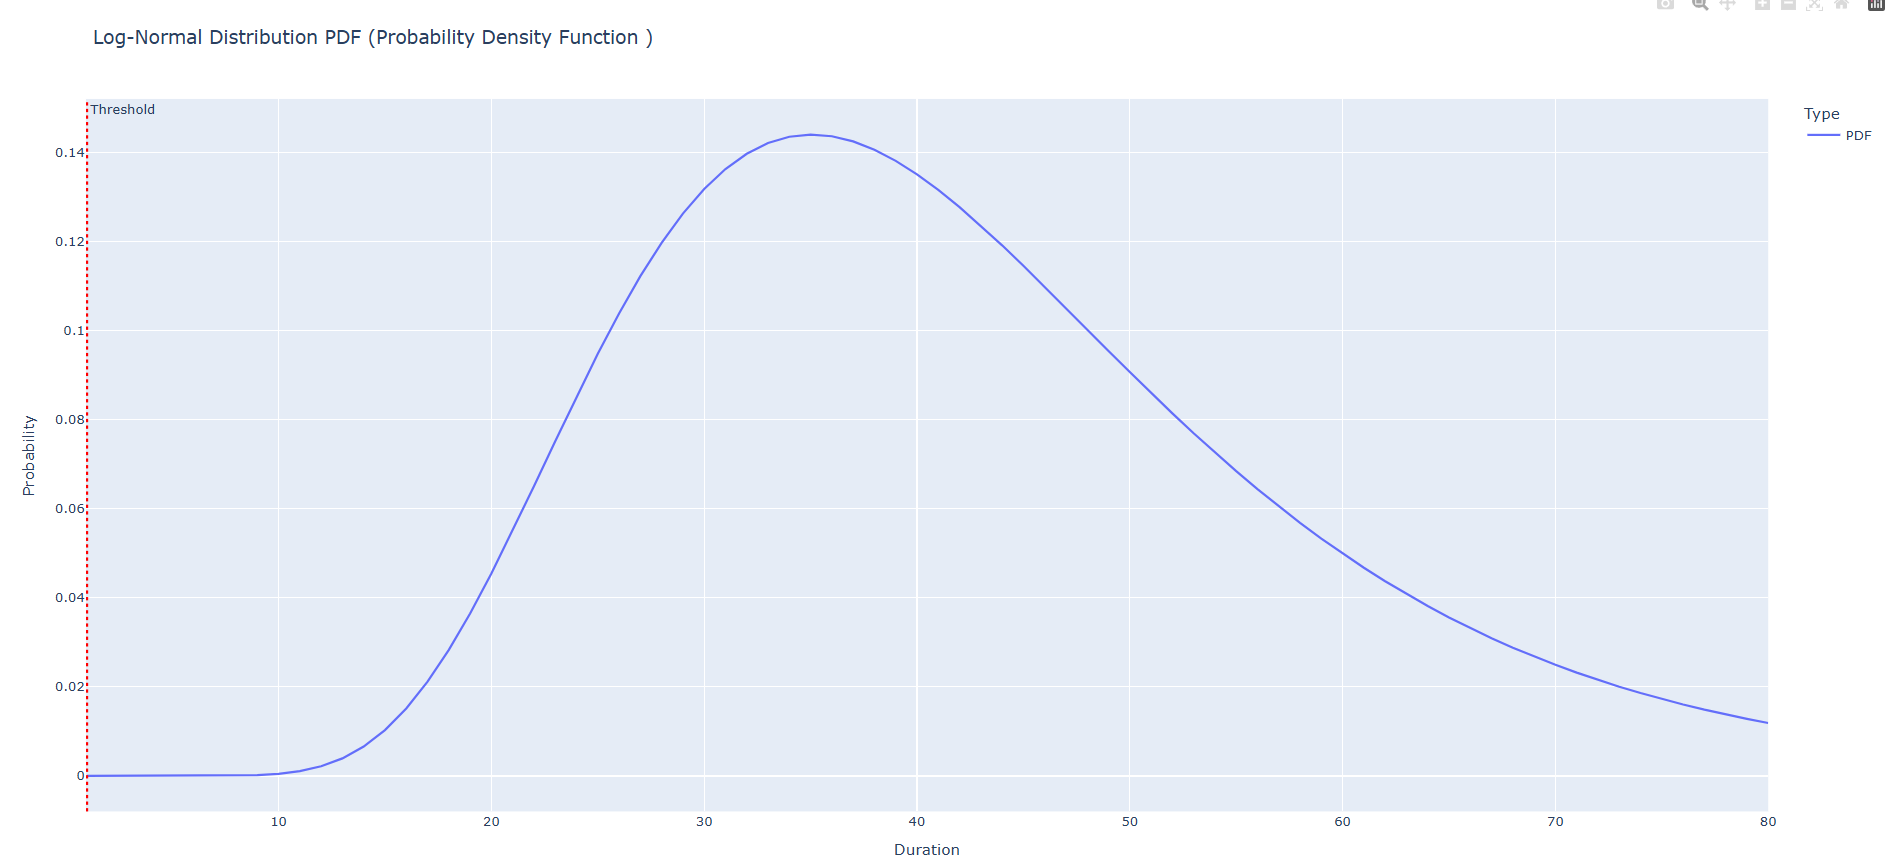 Log-Normal Distribution PDF (Probability Density Function )
Threshold
Type
PDF
0.14
0.12
0.1
0.08
0.06
0.04
0.02
0
Probability
10 20 30 40 50 60 70 80
Duration